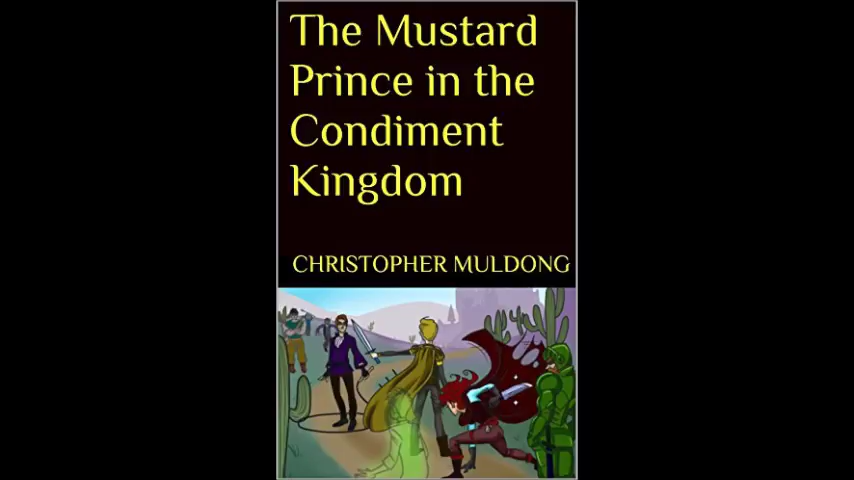 The Mustard
Prince in the
Condiment
Kingdom
CHRISTOPHER MULDONG